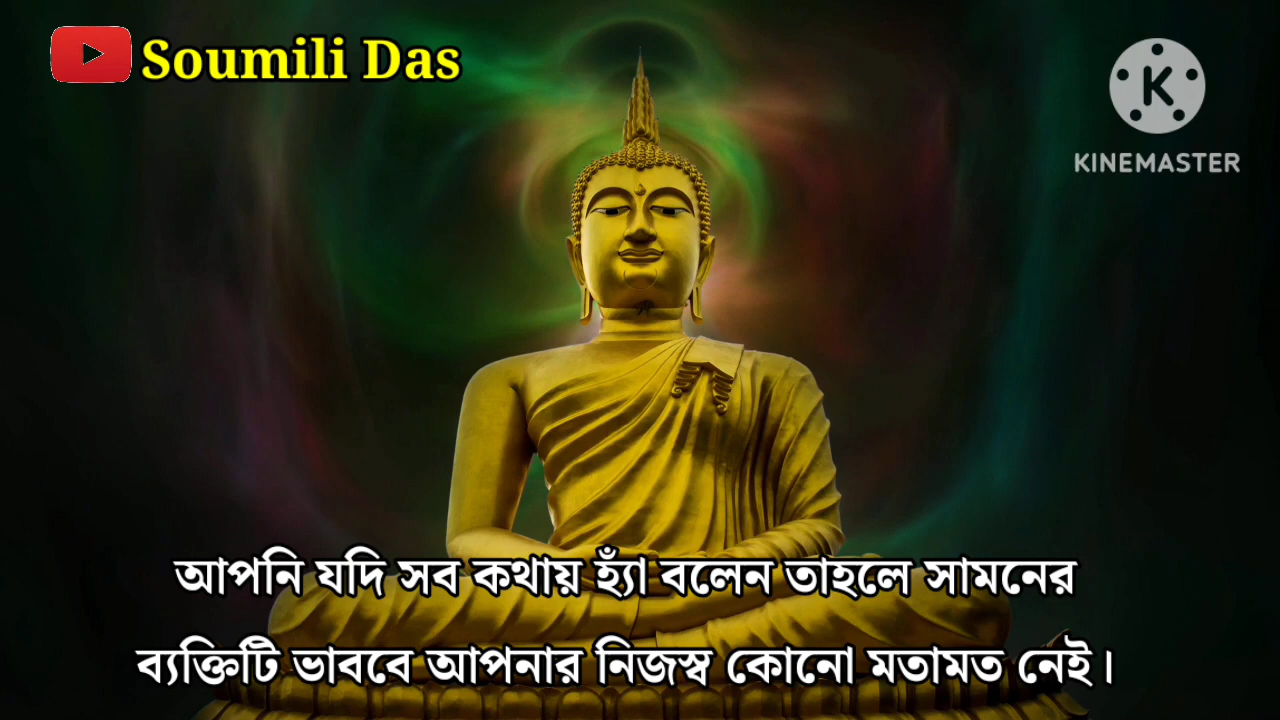 Soumili Das
KINEMASTER
আপনি যদি সব কথায় হ্যাঁ বলেন তাহলে সামনের
ব্যক্তিটি ভাববে আপনার নিজস্ব কোনো মতামত নেই।